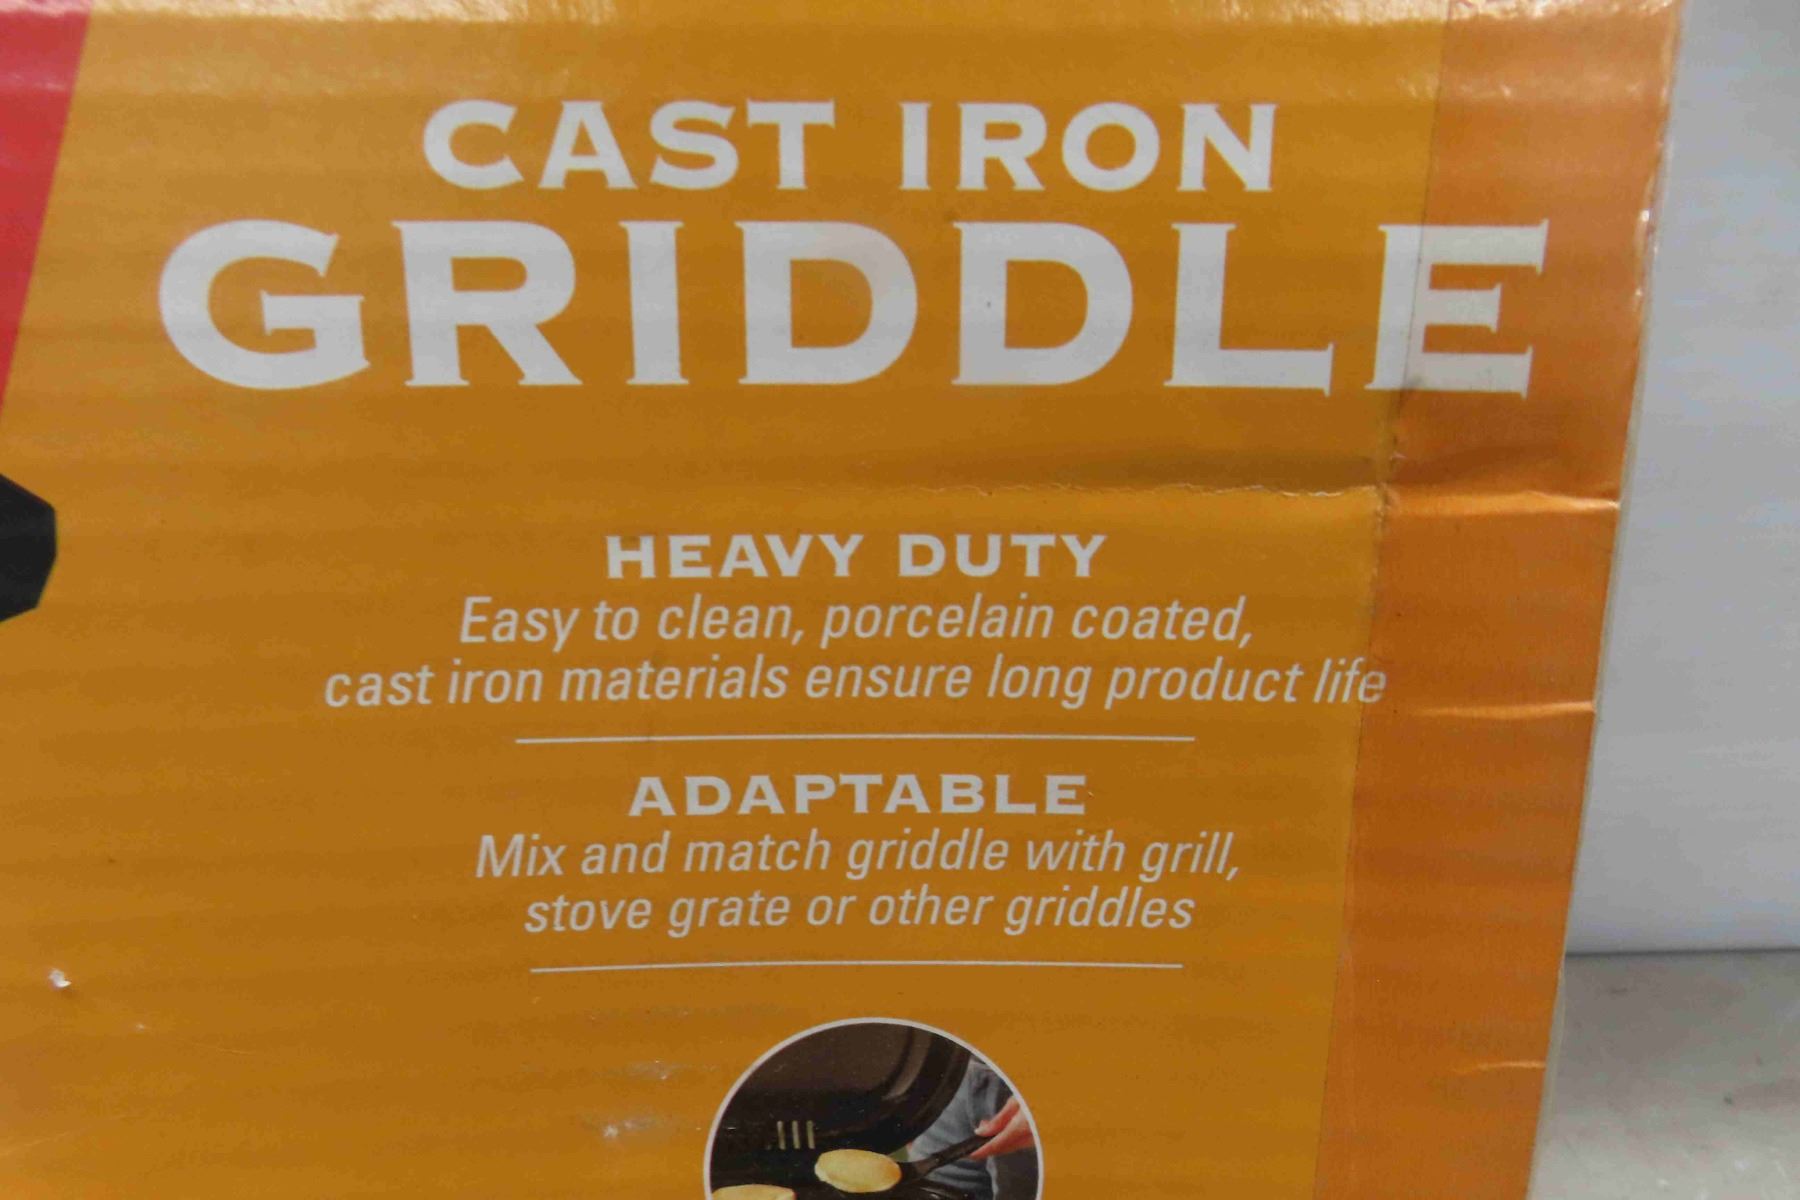 CAST IRON
GRIDDLE
HEAVY DUTY
Easy to clean, porcelain coated,
cast iron materials ensure long product life
ADAPTABLE
Mix and match griddle with grill,
stove grate or other griddles